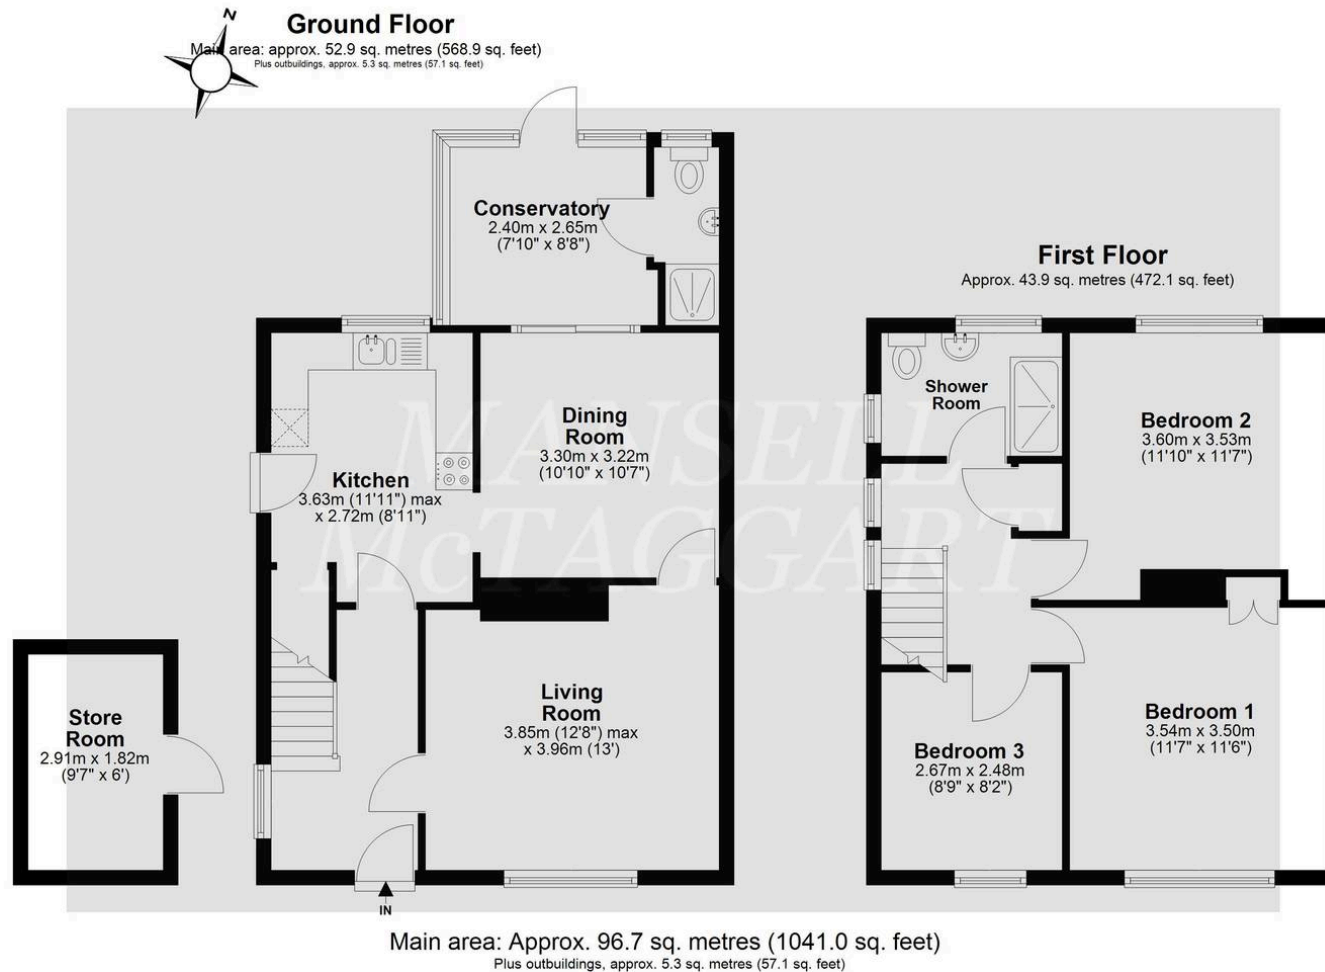 N
Ground Floor
Main area: approx. 52.9 sq. metres (568.9 sq. feet)
Plus outbuildings, approx. 5.3 sq. metres (57.1 sq. feet)
Conservatory
2.40m x 2.65m
(7'10" x 8'8")
First Floor
Approx. 43.9 sq. metres (472.1 sq. feet)
Shower
Room
Dining
Room
3.30m x 3.22m
(10'10" x 10'7")
Bedroom 2
3.60m x 3.53m
(11'10" x 11'7")
Kitchen
3.63m (11'11") max
x 2.72m (8'11")
MANSELL
McTAGGART
Store
Room
2.91m x 1.82m
(9'7" x 6')
Living
Room
3.85m (12'8") max
x 3.96m (13')
Bedroom 3
2.67m x 2.48m
(8'9" x 8'2")
Bedroom 1
3.54m x 3.50m
(11'7" x 11'6")
IN
Main area: Approx. 96.7 sq. metres (1041.0 sq. feet)
Plus outbuildings, approx. 5.3 sq. metres (57.1 sq. feet)